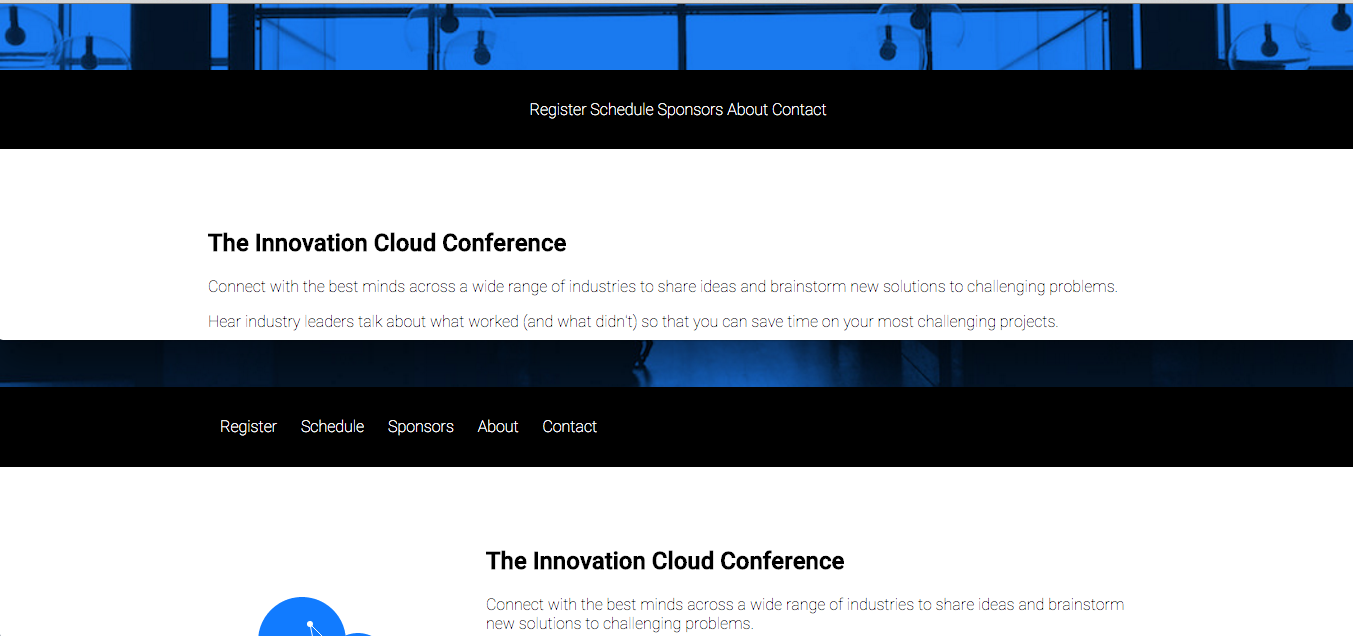 Register Schedule Sponsors About Contact
The Innovation Cloud Conference
Connect with the best minds across a wide range of industries to share ideas and brainstorm new solutions to challenging problems.
Hear industry leaders talk about what worked (and what didn't) so that you can save time on your most challenging projects.
Register Schedule Sponsors About Contact
The Innovation Cloud Conference
Connect with the best minds across a wide range of industries to share ideas and brainstorm
new solutions to challenging problems.